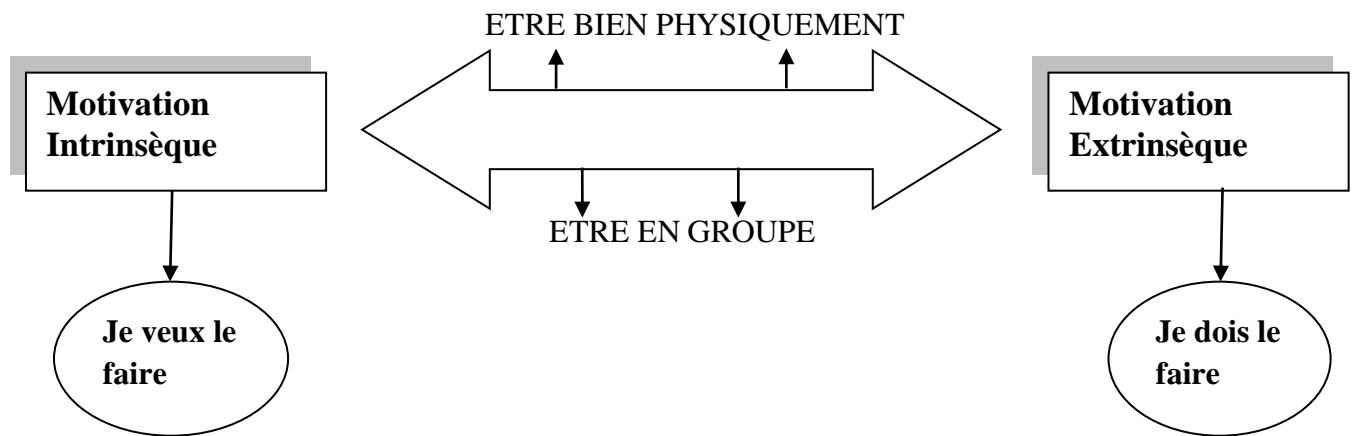 ETRE BIEN PHYSIQUEMENT
Motivation
Intrinsèque
Motivation
Extrinsèque
ETRE EN GROUPE
Je veux le
faire
Je dois le
faire